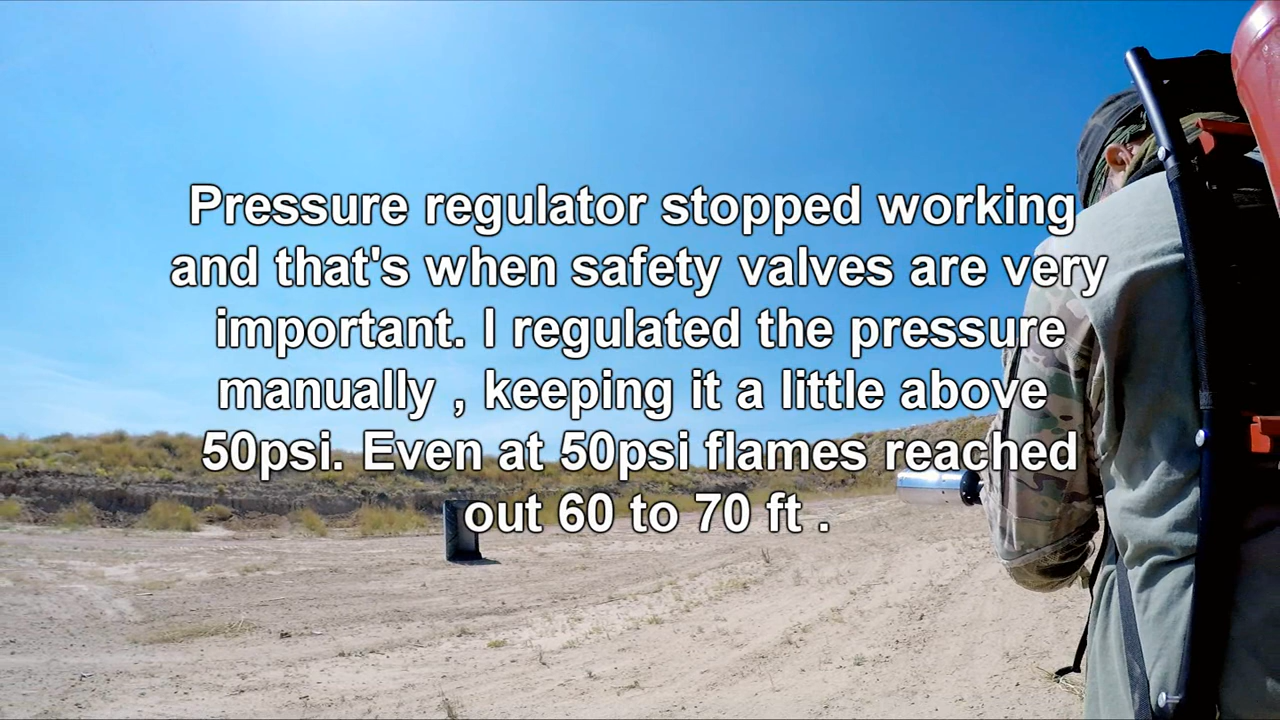 Pressure regulator stopped working
and that's when safety valves are very
important. I regulated the pressure
manually , keeping it a little above
50psi. Even at 50psi flames reached
out 60 to 70 ft .